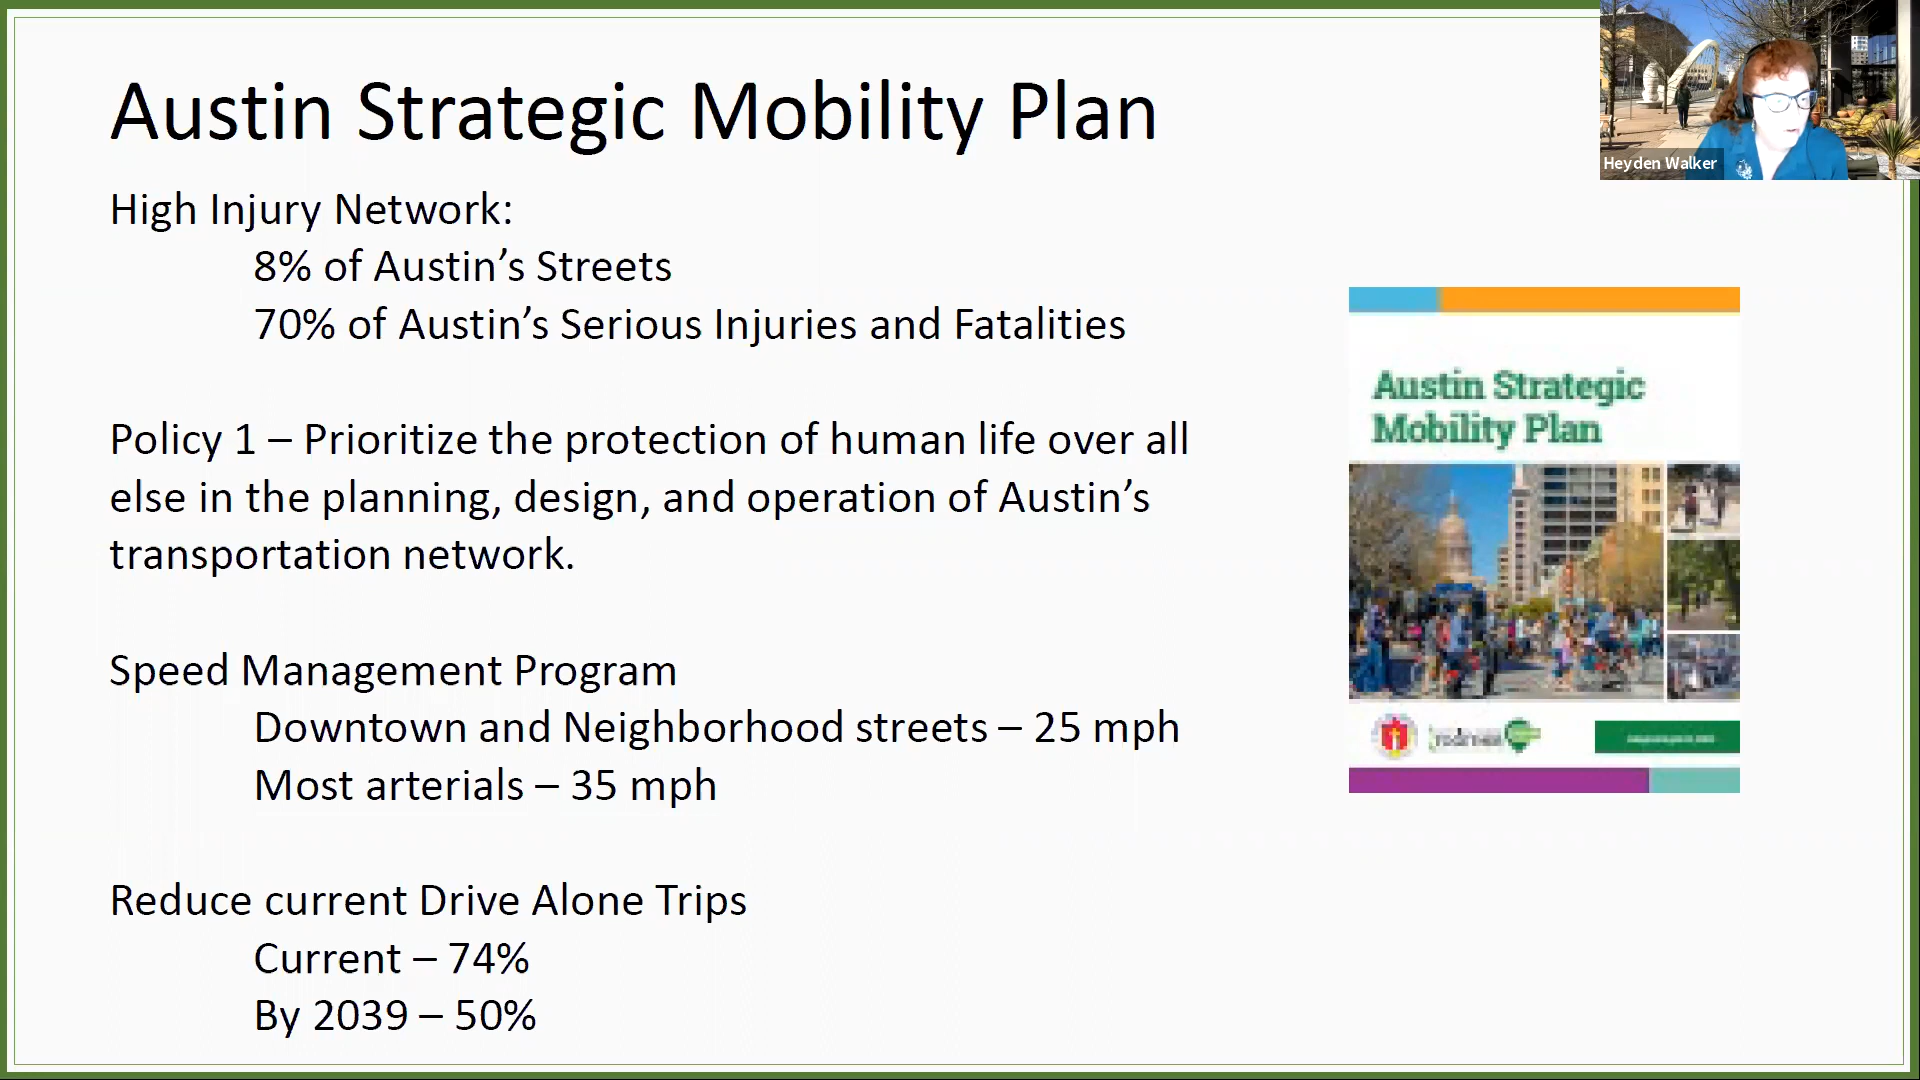 Austin Strategic Mobility Plan
Heyden Walker
High Injury Network:
8% of Austin’s Streets
70% of Austin’s Serious Injuries and Fatalities
Policy 1 – Prioritize the protection of human life over all
else in the planning, design, and operation of Austin’s
transportation network.
Speed Management Program
Downtown and Neighborhood streets – 25 mph
Most arterials – 35 mph
Reduce current Drive Alone Trips
Current – 74%
By 2039 – 50%
Austin Strategic
Mobility Plan